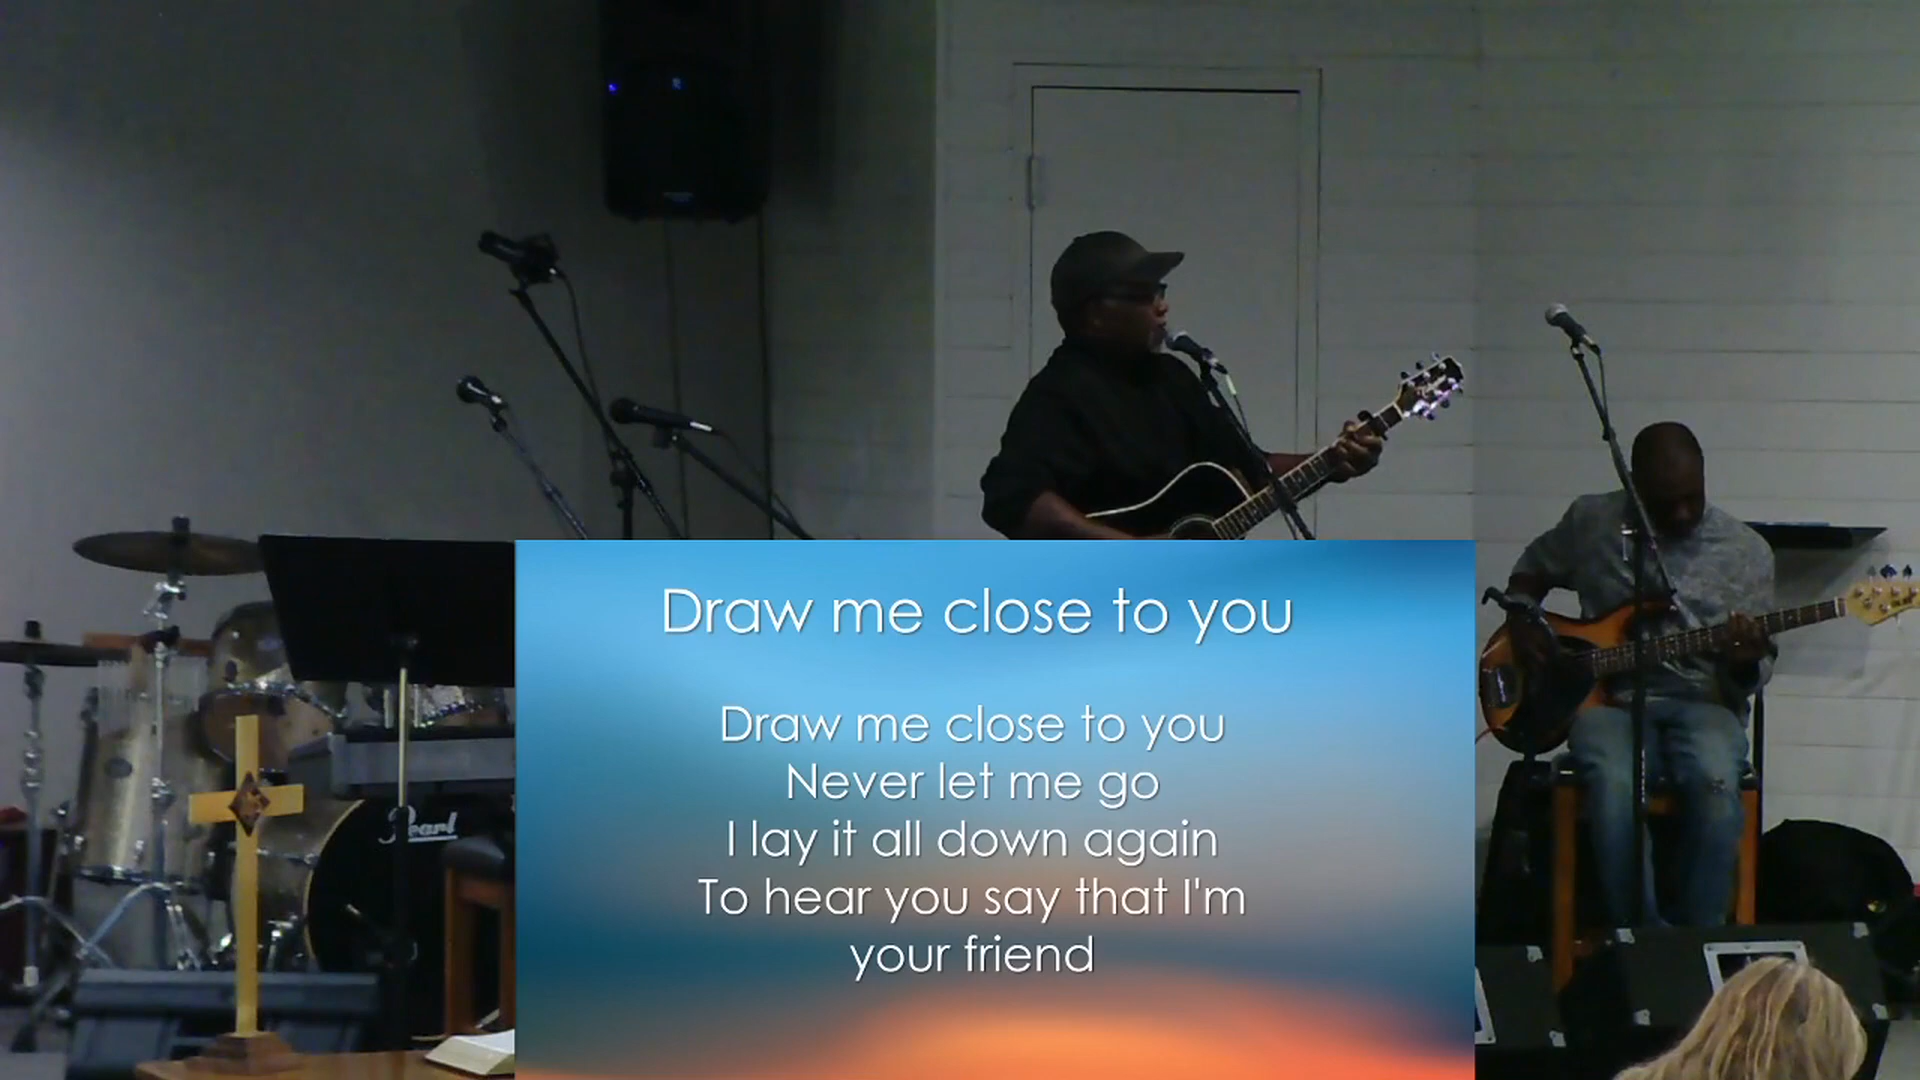 Draw me close to you
Draw me close to you
Never let me go
I lay it all down again
To hear you say that I'm
your friend
Pearl